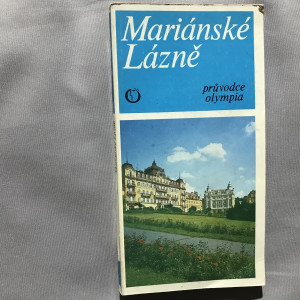 Mariánské
Lázně
průvodce
olympia